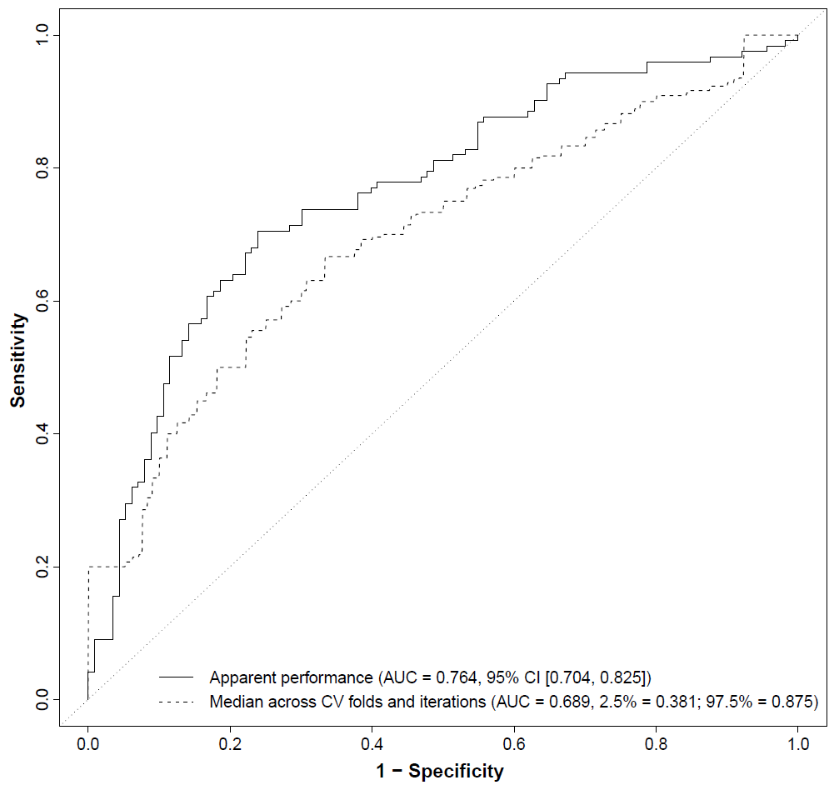 1.0
0.8
0.6
0.4
0.2
0.0
Sensitivity
Apparent performance (AUC = 0.764, 95% CI [0.704, 0.825])
Median across CV folds and iterations (AUC = 0.689, 2.5% = 0.381; 97.5% = 0.875)
0.0 0.2 0.4 0.6 0.8 1.0
1 − Specificity